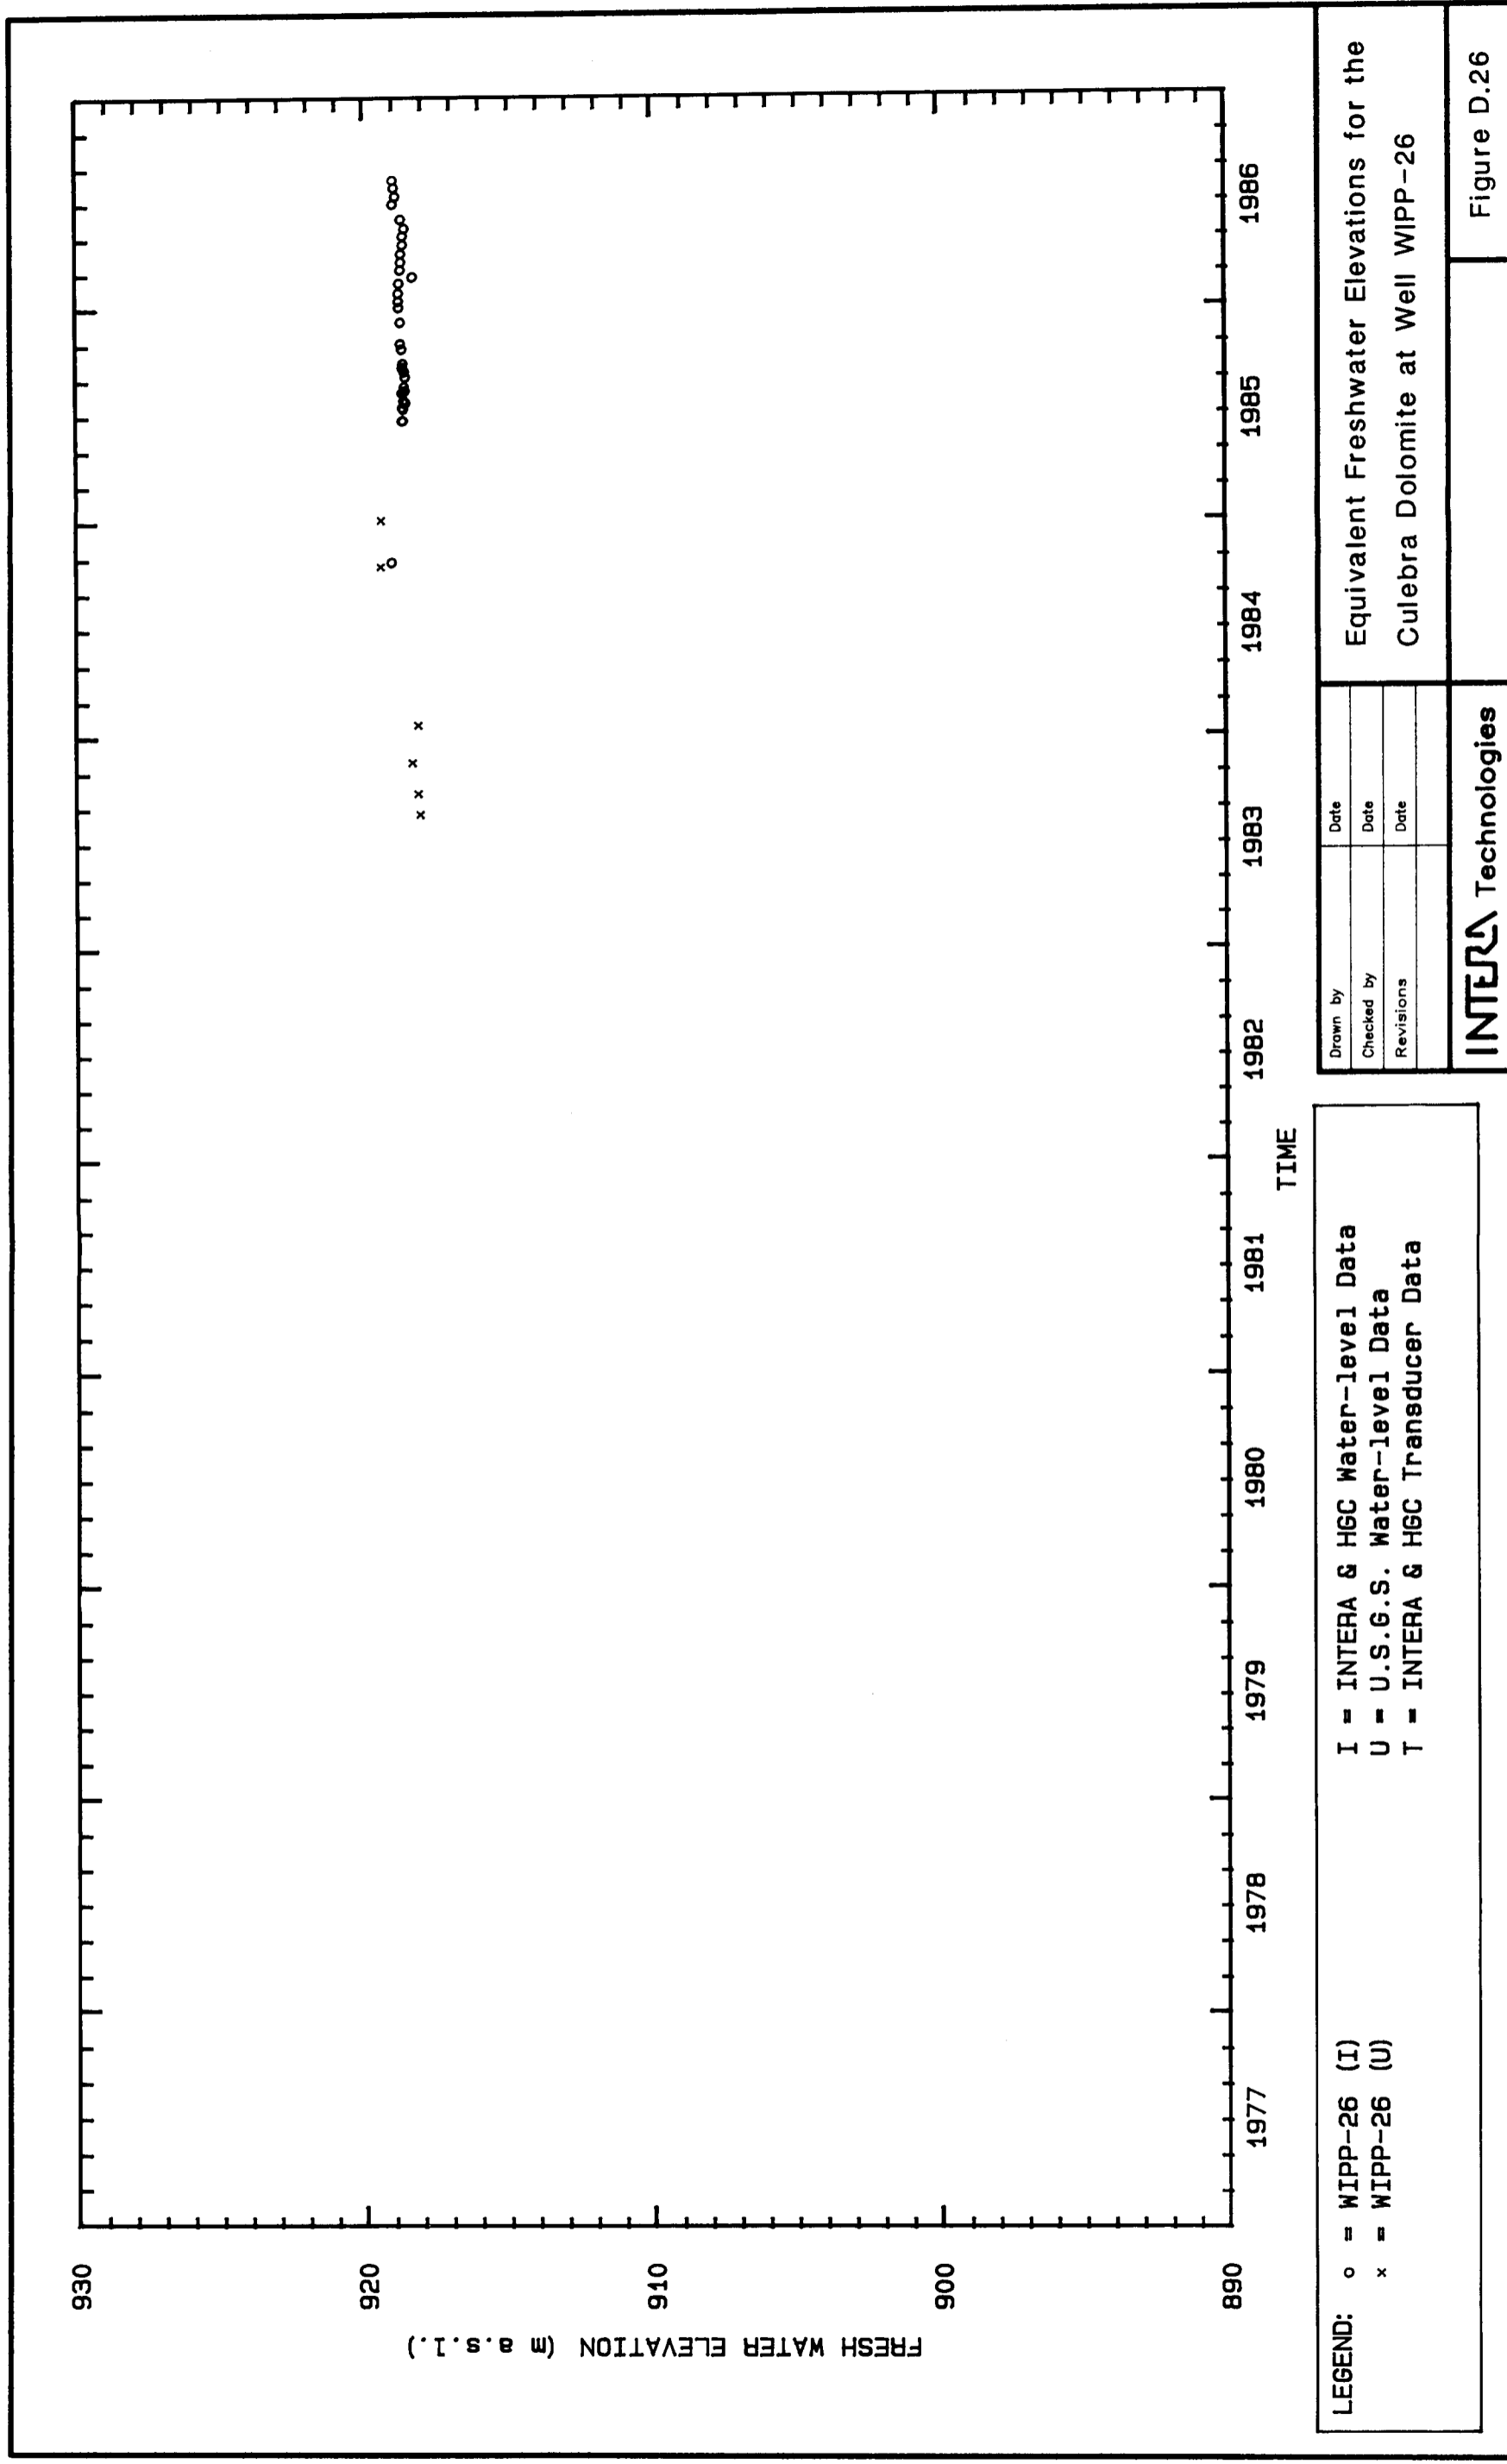 FRESH WATER ELEVATION (m a.s.l.)
930
920
910
900
890
1977 1978 1979 1980 1981 1982 1983 1984 1985 1986
TIME
LEGEND: o = WIPP-26 (I)
x = WIPP-26 (U)
I = INTERA & HGC Water-level Data
U = U.S.G.S. Water-level Data
T = INTERA & HGC Transducer Data
Drawn by Date
Checked by Date
Revisions Date
Equivalent Freshwater Elevations for the
Culebra Dolomite at Well WIPP-26
INTERA Technologies
Figure D.26